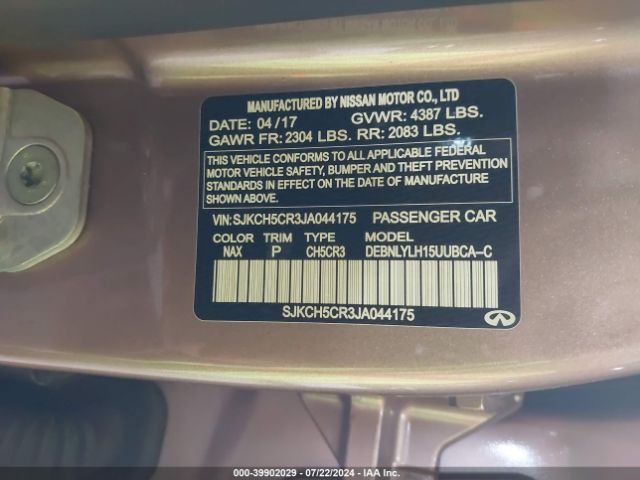 MANUFACTURED BY NISSAN MOTOR CO., LTD
DATE: 04/17 GVWR: 4387 LBS.
GAWR FR: 2304 LBS. RR: 2083 LBS.
THIS VEHICLE CONFORMS TO ALL APPLICABLE FEDERAL
MOTOR VEHICLE SAFETY, BUMPER AND THEFT PREVENTION
STANDARDS IN EFFECT ON THE DATE OF MANUFACTURE
SHOWN ABOVE.
VIN: SJKCH5CR3JA044175 PASSENGER CAR
COLOR TRIM TYPE MODEL
NAX P CH5CR3 DEBNLYLH15UUBCA-C
SJKCH5CR3JA044175
000-39902029 - 07/22/2024 - IAA Inc.